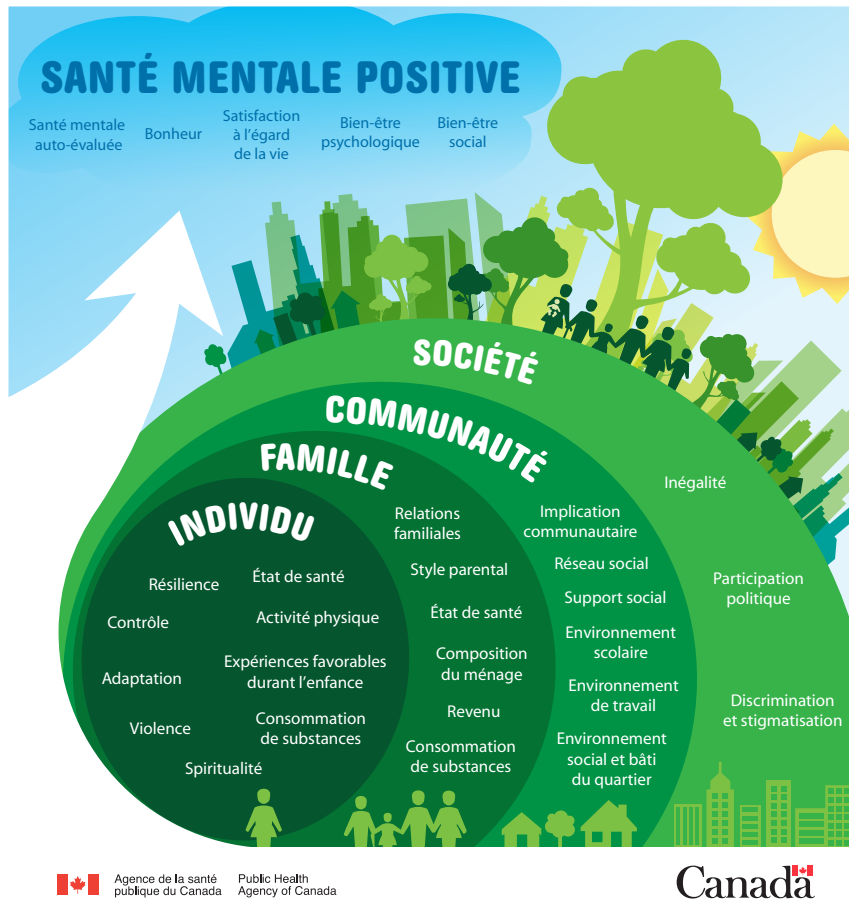 SANTÉ MENTALE POSITIVE
Santé mentale
auto-évaluée
Bonheur
Satisfaction
à l'égard
de la vie
Bien-être
psychologique
Bien-être
social
SOCIÉTÉ
Inégalité
Participation
politique
Discrimination
et stigmatisation
COMMUNAUTÉ
Implication
communautaire
Réseau social
Support social
Environnement
scolaire
Environnement
de travail
Environnement
social et bâti
du quartier
FAMILLE
Relations
familiales
Style parental
État de santé
Composition
du ménage
Revenu
Consommation
de substances
INDIVIDU
Résilience
État de santé
Contrôle
Activité physique
Adaptation
Expériences favorables
durant l'enfance
Violence
Consommation
de substances
Spiritualité
Agence de la santé
publique du Canada
Public Health
Agency of Canada
Canada